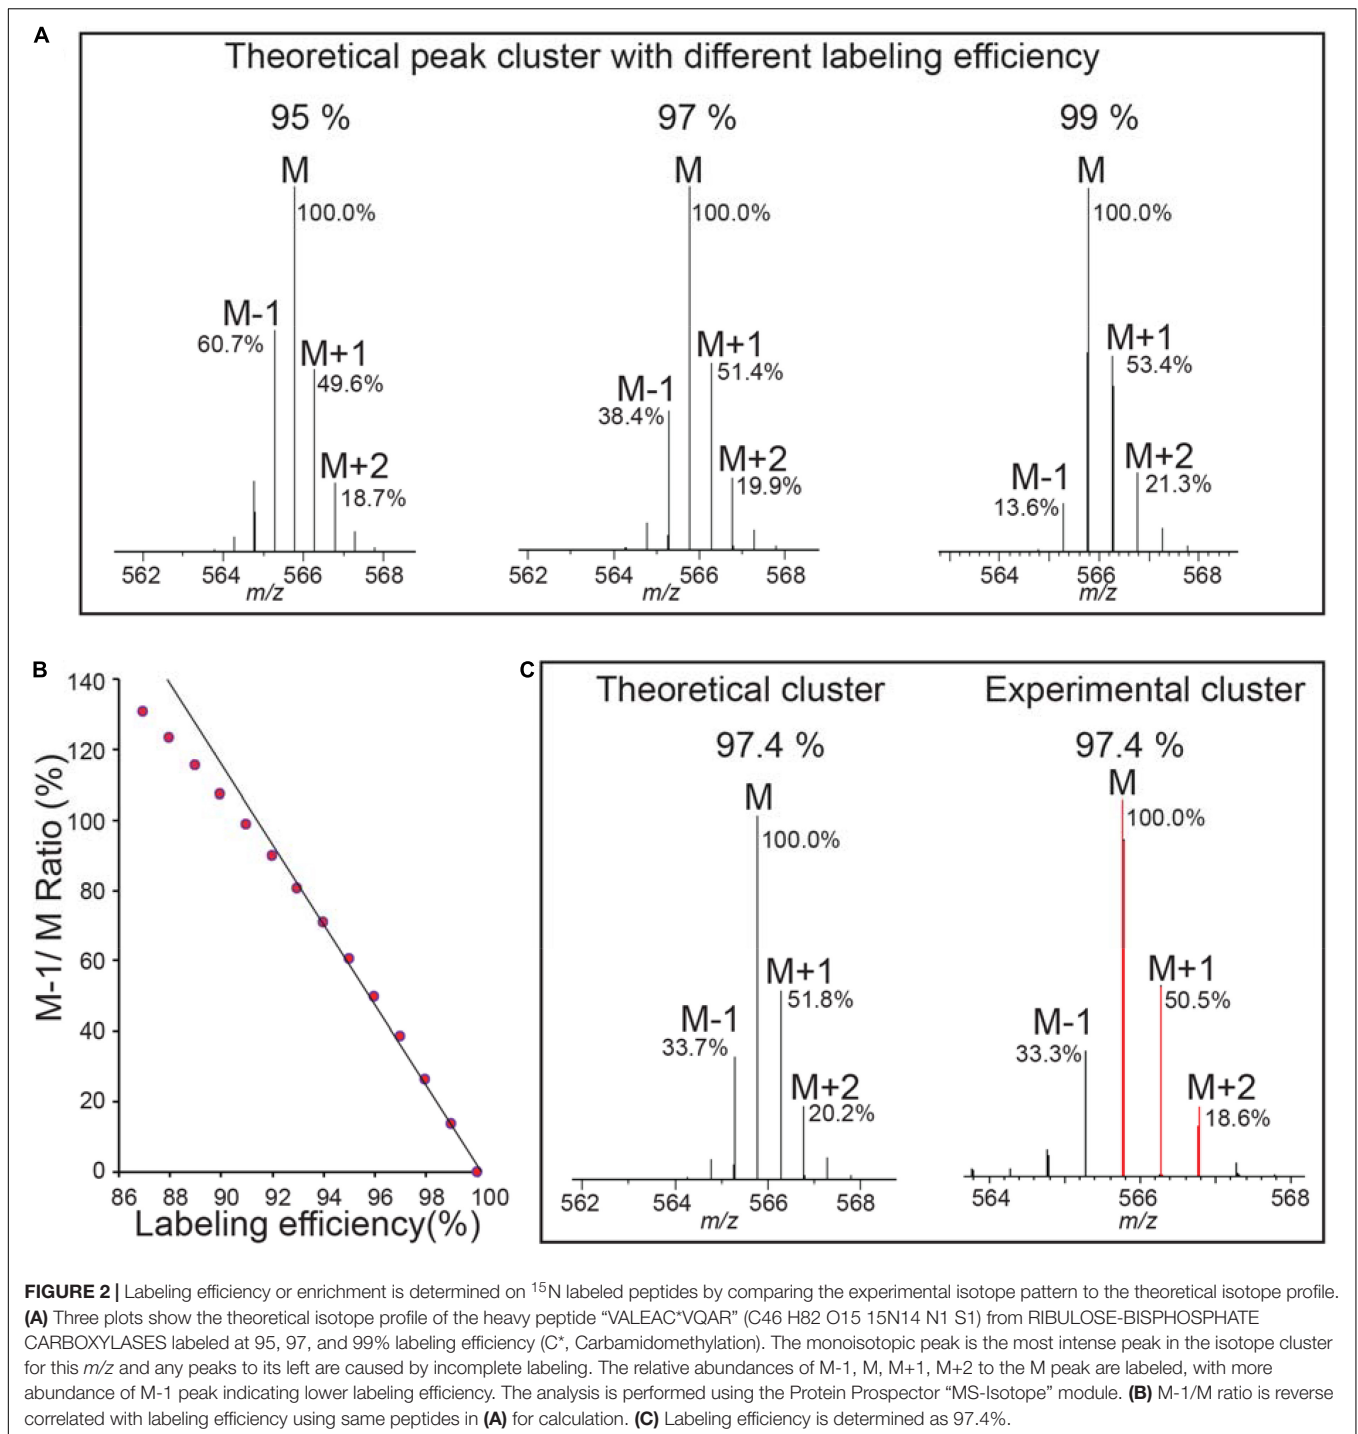 A
Theoretical peak cluster with different labeling efficiency
95 %
97 %
99 %
M
100.0%
M-1
60.7%
M+1
49.6%
M+2
18.7%
562
564
566
568
m/z
M
100.0%
M+1
51.4%
M-1
38.4%
M+2
19.9%
562
564
566
568
m/z
M
100.0%
M+1
53.4%
M-1
13.6%
M+2
21.3%
564
566
568
m/z
B
M-1/ M Ratio (%)
140
120
100
80
60
40
20
0
86 88 90 92 94 96 98 100
Labeling efficiency(%)
C
Theoretical cluster
97.4 %
M
100.0%
M+1
51.8%
M-1
33.7%
M+2
20.2%
562
564
566
568
m/z
Experimental cluster
97.4 %
M
100.0%
M+1
50.5%
M-1
33.3%
M+2
18.6%
564
566
568
m/z
FIGURE 2 | Labeling efficiency or enrichment is determined on ¹⁵N labeled peptides by comparing the experimental isotope pattern to the theoretical isotope profile.
(A) Three plots show the theoretical isotope profile of the heavy peptide “VALEAC*VQAR” (C46 H82 O15 15N14 N1 S1) from RIBULOSE-BISPHOSPHATE
CARBOXYLASES labeled at 95, 97, and 99% labeling efficiency (C*, Carbamidomethylation). The monoisotopic peak is the most intense peak in the isotope cluster
for this m/z and any peaks to its left are caused by incomplete labeling. The relative abundances of M-1, M, M+1, M+2 to the M peak are labeled, with more
abundance of M-1 peak indicating lower labeling efficiency. The analysis is performed using the Protein Prospector “MS-Isotope” module. (B) M-1/M ratio is reverse
correlated with labeling efficiency using same peptides in (A) for calculation. (C) Labeling efficiency is determined as 97.4%.